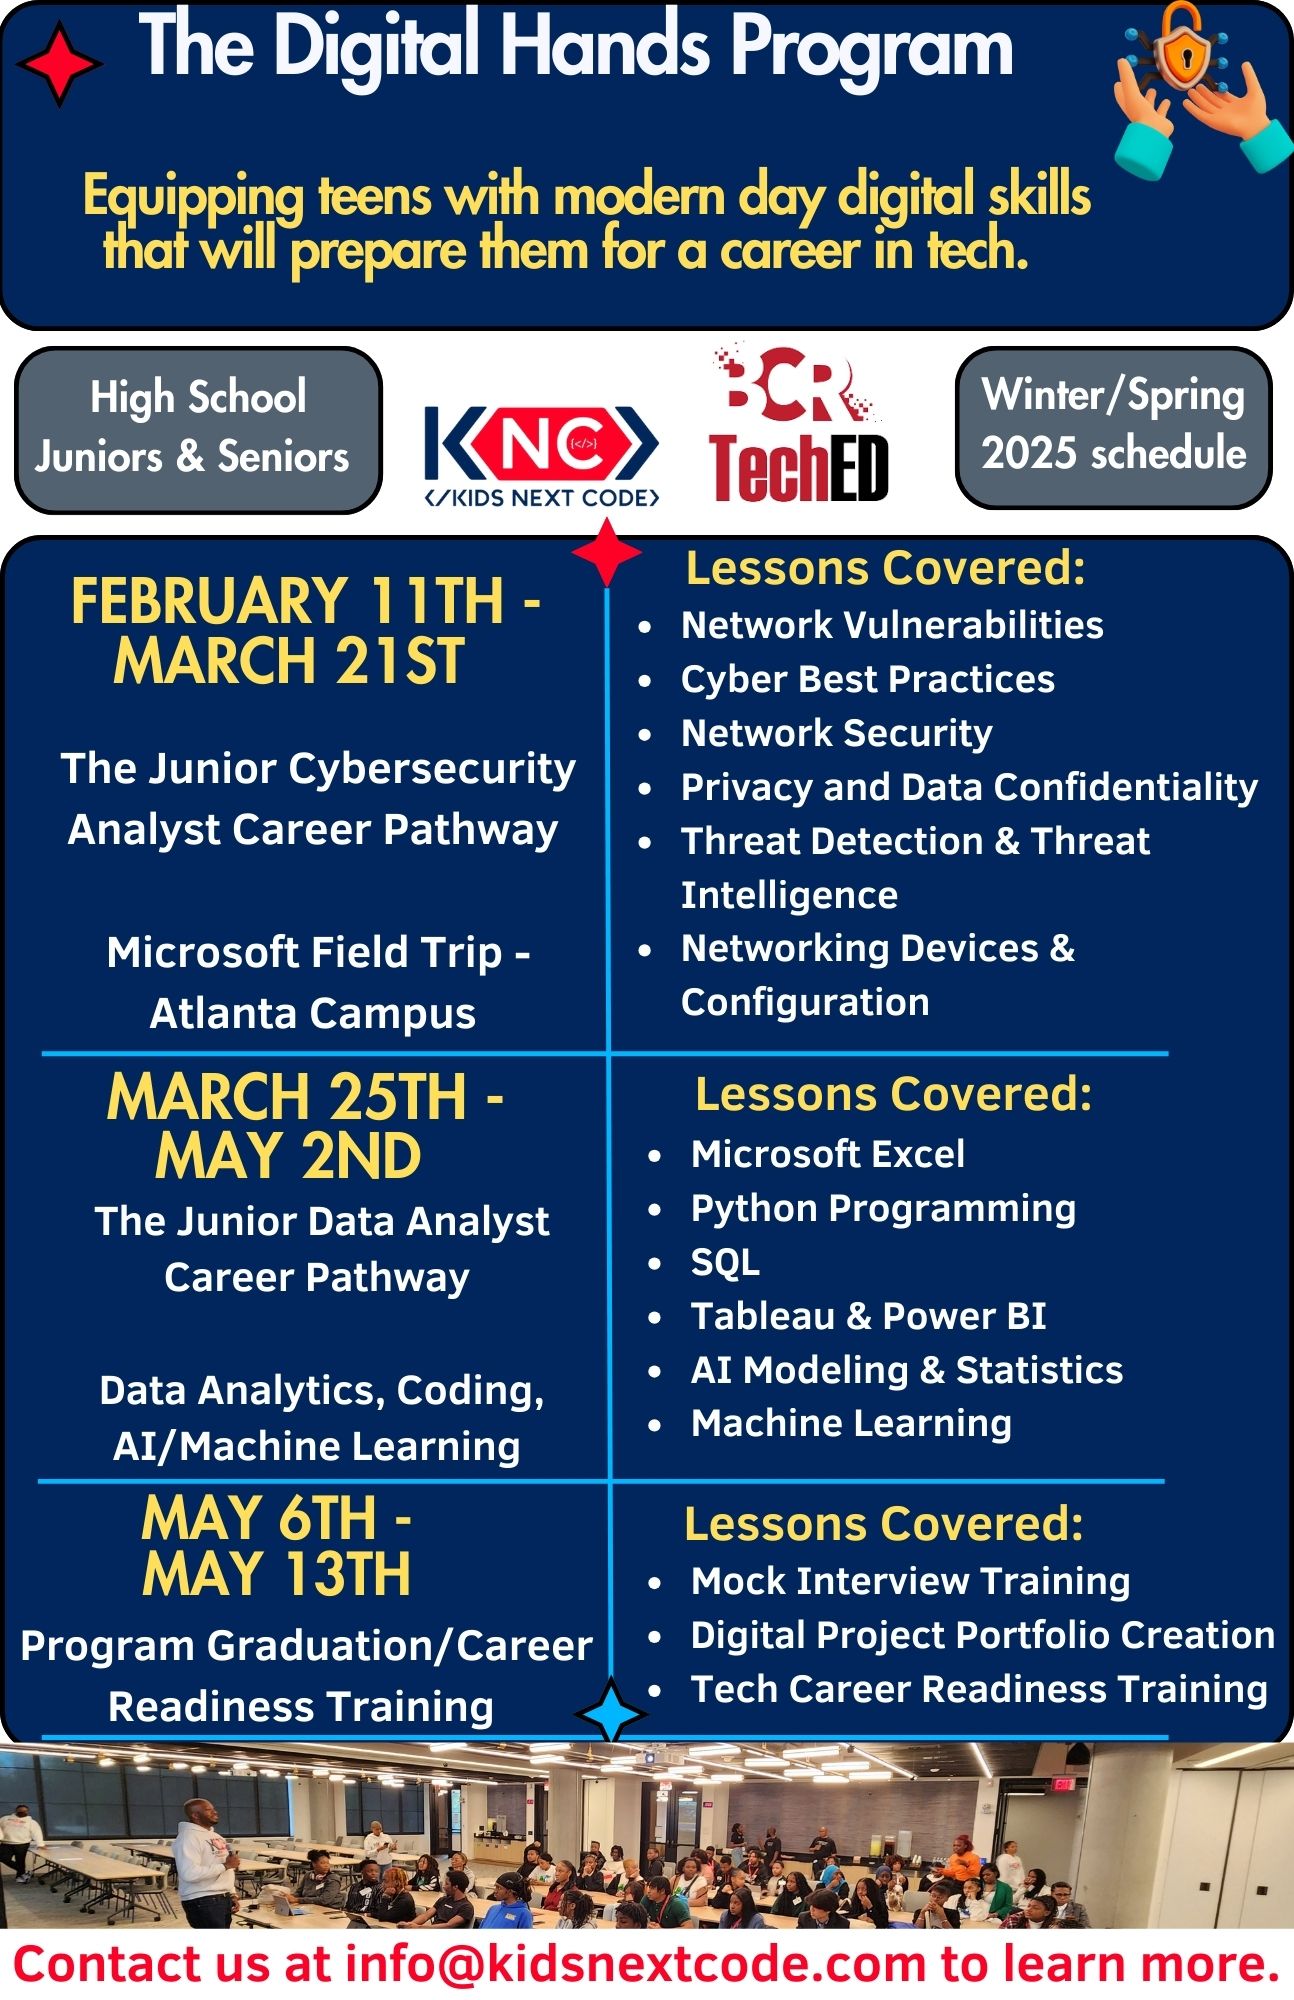 The Digital Hands Program
Equipping teens with modern day digital skills
that will prepare them for a career in tech.
High School
Juniors & Seniors
KNC
{</>}
</KIDS NEXT CODE>
BCR
TechED
Winter/Spring
2025 schedule
FEBRUARY 11TH -
MARCH 21ST
The Junior Cybersecurity
Analyst Career Pathway
Microsoft Field Trip -
Atlanta Campus
Lessons Covered:
• Network Vulnerabilities
• Cyber Best Practices
• Network Security
• Privacy and Data Confidentiality
• Threat Detection & Threat
Intelligence
• Networking Devices &
Configuration
MARCH 25TH -
MAY 2ND
The Junior Data Analyst
Career Pathway
Data Analytics, Coding,
AI/Machine Learning
Lessons Covered:
• Microsoft Excel
• Python Programming
• SQL
• Tableau & Power BI
• AI Modeling & Statistics
• Machine Learning
MAY 6TH -
MAY 13TH
Program Graduation/Career
Readiness Training
Lessons Covered:
• Mock Interview Training
• Digital Project Portfolio Creation
• Tech Career Readiness Training
EXIT
Contact us at info@kidsnextcode.com to learn more.